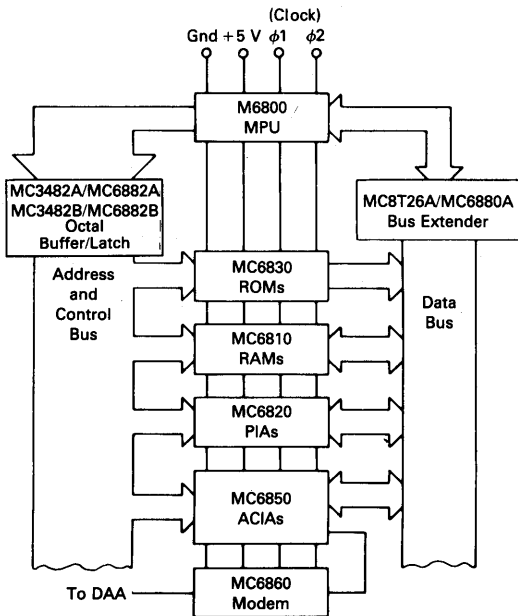 (Clock)
Gnd +5 V ϕ1 ϕ2
M6800
MPU
MC3482A/MC6882A
MC3482B/MC6882B
Octal
Buffer/Latch
MC8T26A/MC6880A
Bus Extender
Address
and
Control
Bus
MC6830
ROMs
Data
Bus
MC6810
RAMs
MC6820
PIAs
MC6850
ACIAs
To DAA
MC6860
Modem